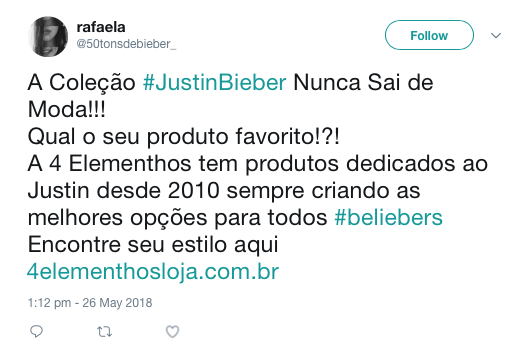 rafaela
@50tonsdebieber_
Follow
A Coleção #JustinBieber Nunca Sai de
Moda!!!
Qual o seu produto favorito!?!
A 4 Elementhos tem produtos dedicados ao
Justin desde 2010 sempre criando as
melhores opções para todos #beliebers
Encontre seu estilo aqui
4elementhosloja.com.br
1:12 pm - 26 May 2018